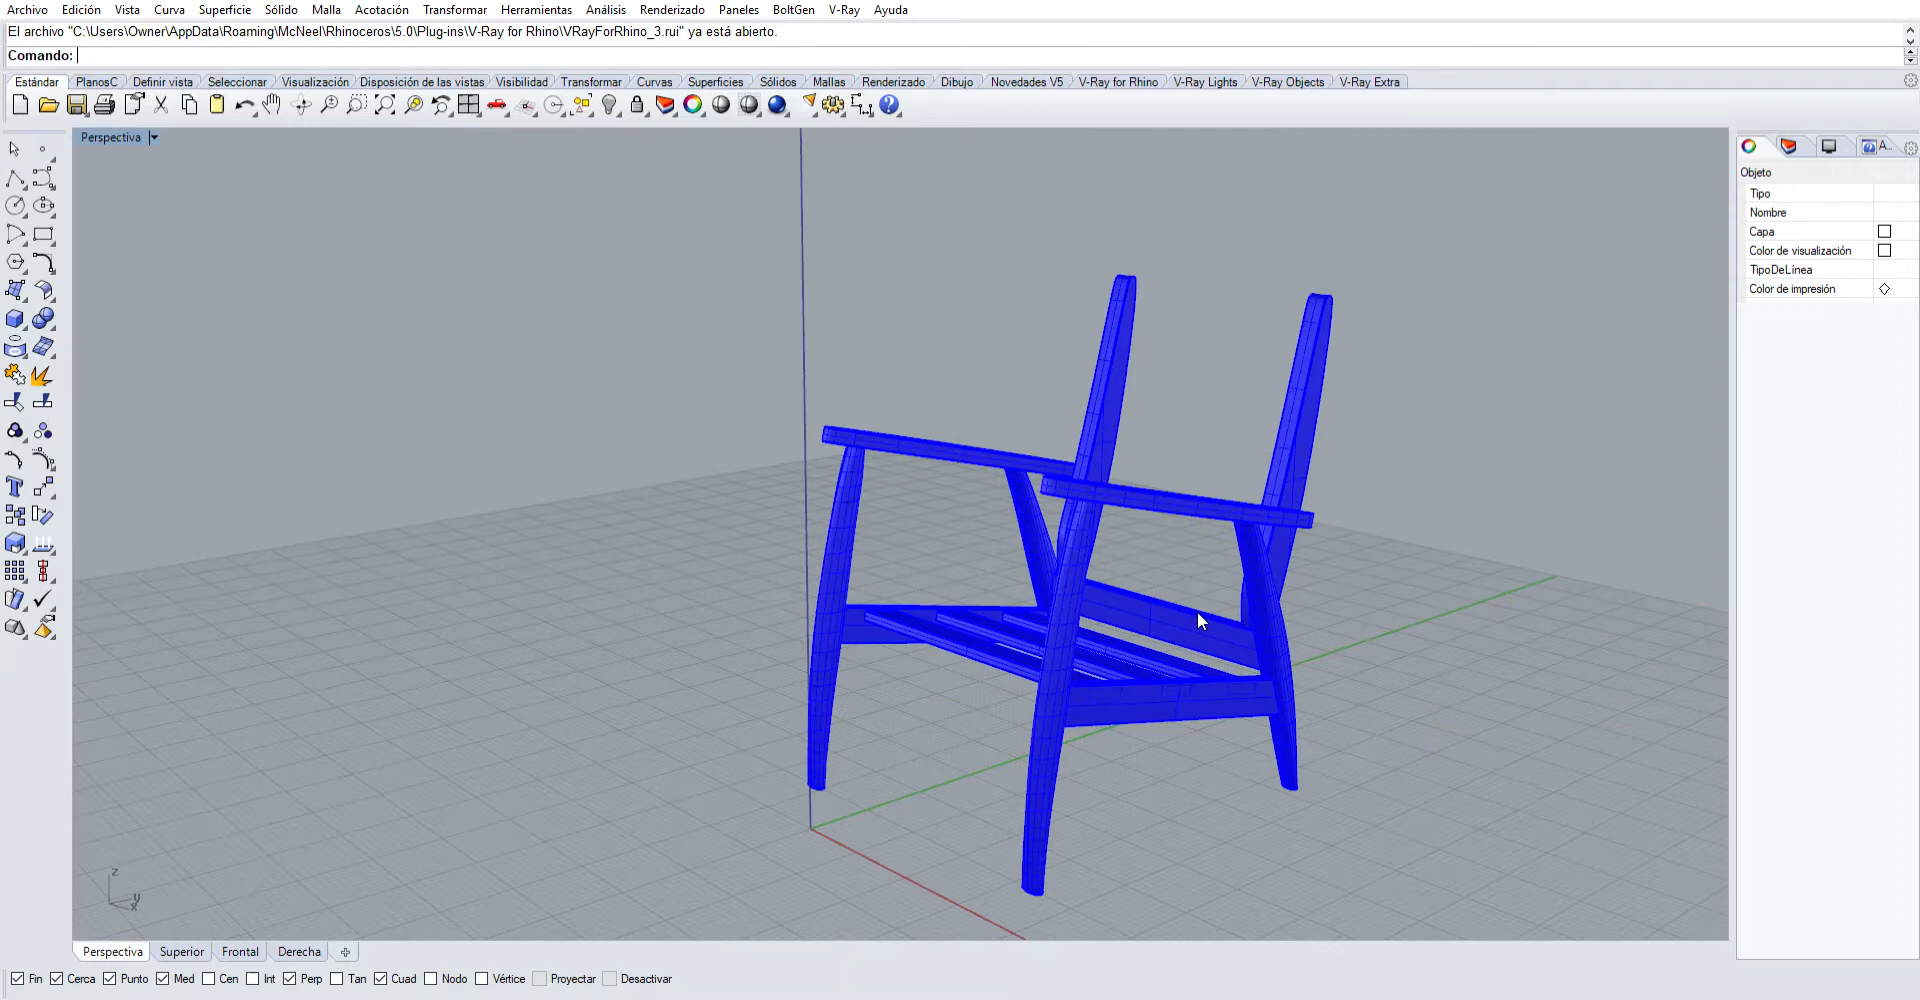 Archivo Edición Vista Curva Superficie Sólido Malla Acotación Transformar Herramientas Análisis Renderizado Paneles BoltGen V-Ray Ayuda
El archivo "C:\Users\Owner\AppData\Roaming\McNeel\Rhinoceros\5.0\Plug-ins\V-Ray for Rhino\VRayForRhino_3.rui" ya está abierto.
Comando:
Estándar PlanosC Definir vista Seleccionar Visualización Disposición de las vistas Visibilidad Transformar Curvas Superficies Sólidos Mallas Renderizado Dibujo Novedades V5 V-Ray for Rhino V-Ray Lights V-Ray Objects V-Ray Extra
Perspectiva
A...
Objeto
Tipo
Nombre
Capa
Color de visualización
TipoDeLínea
Color de impresión
z
y
x
Perspectiva Superior Frontal Derecha
Fin Cerca Punto Med Cen Int Perp Tan Cuad Nodo Vértice Proyectar Desactivar